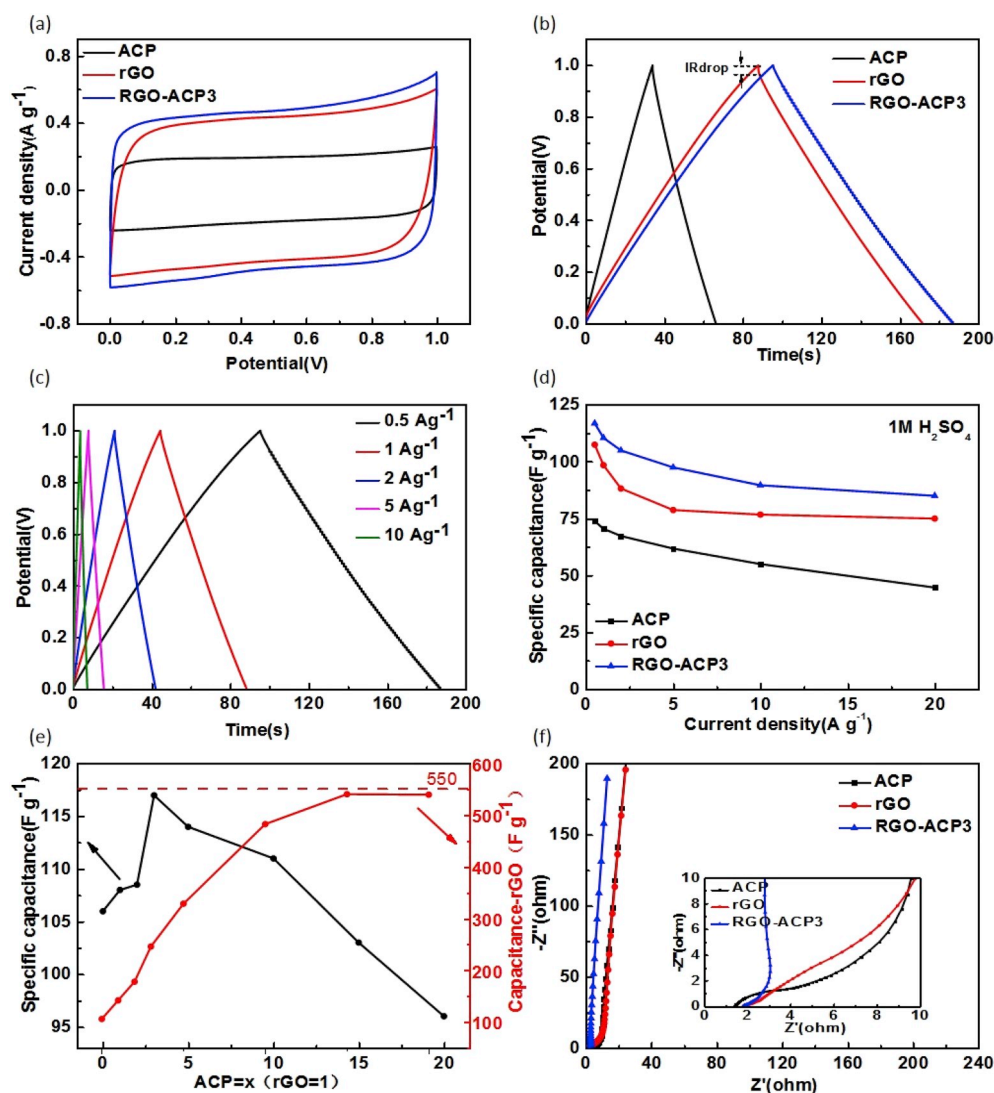 (a)
ACP
rGO
RGO-ACP3
Current density(A g⁻¹)
0.8
0.4
0.0
-0.4
-0.8
0.0 0.2 0.4 0.6 0.8 1.0
Potential(V)
(b)
IRdrop
ACP
rGO
RGO-ACP3
Potential(V)
1.0
0.8
0.6
0.4
0.2
0.0
0 40 80 120 160 200
Time(s)
(c)
0.5 Ag⁻¹
1 Ag⁻¹
2 Ag⁻¹
5 Ag⁻¹
10 Ag⁻¹
Potential(V)
1.0
0.8
0.6
0.4
0.2
0.0
0 40 80 120 160 200
Time(s)
(d)
1M H₂SO₄
ACP
rGO
RGO-ACP3
Specific capacitance(F g⁻¹)
125
100
75
50
25
0
0 5 10 15 20
Current density(A g⁻¹)
(e)
550
Specific capacitance(F g⁻¹)
120
115
110
105
100
95
Capacitance-rGO (F g⁻¹)
600
500
400
300
200
100
0 5 10 15 20
ACP=x (rGO=1)
(f)
ACP
rGO
RGO-ACP3
-Z''(ohm)
200
150
100
50
0
0 40 80 120 160 200 240
Z'(ohm)
ACP
rGO
RGO-ACP3
-Z''(ohm)
10
8
6
4
2
0
0 2 4 6 8 10
Z'(ohm)